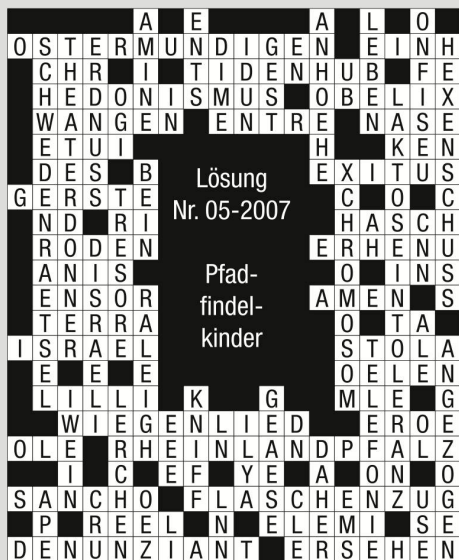 A E A L O
OSTERMUNDIGEN EINH
CHR I TIDENHUB FE
HEDONISMUS OBELIX
WANGEN ENTRE NASE
ETUI H KEN
DES B EXITUS
GERSTE C O C
ND RI HASCH
RODEN ERHENU
ANIS O INS
ENSOR AMEN S
TERRA O TA
ISRAEL STOLA
E E E OELEN
LILLI K G MLE G
WIEGENLIED EROE
OLE RHEINLANDPFALZ
I C EF YE A ON O
SANCHO FLASCHENZUG
P REEL N ELEMI SE
DENUNZIANT ERSEHEN
Lösung
Nr. 05-2007
Pfad-
findel-
kinder